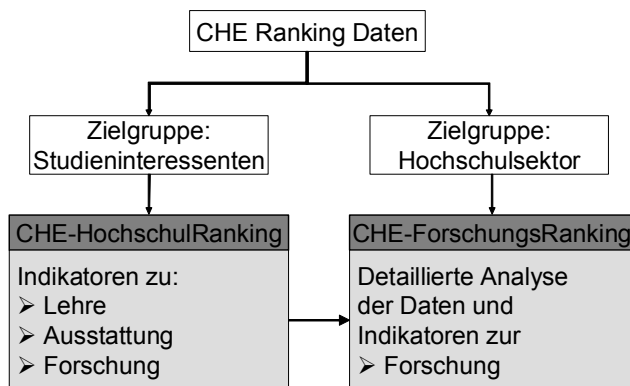 CHE Ranking Daten
Zielgruppe:
Studieninteressenten
Zielgruppe:
Hochschulsektor
CHE-HochschulRanking
Indikatoren zu:
➢ Lehre
➢ Ausstattung
➢ Forschung
CHE-ForschungsRanking
Detaillierte Analyse
der Daten und
Indikatoren zur
➢ Forschung